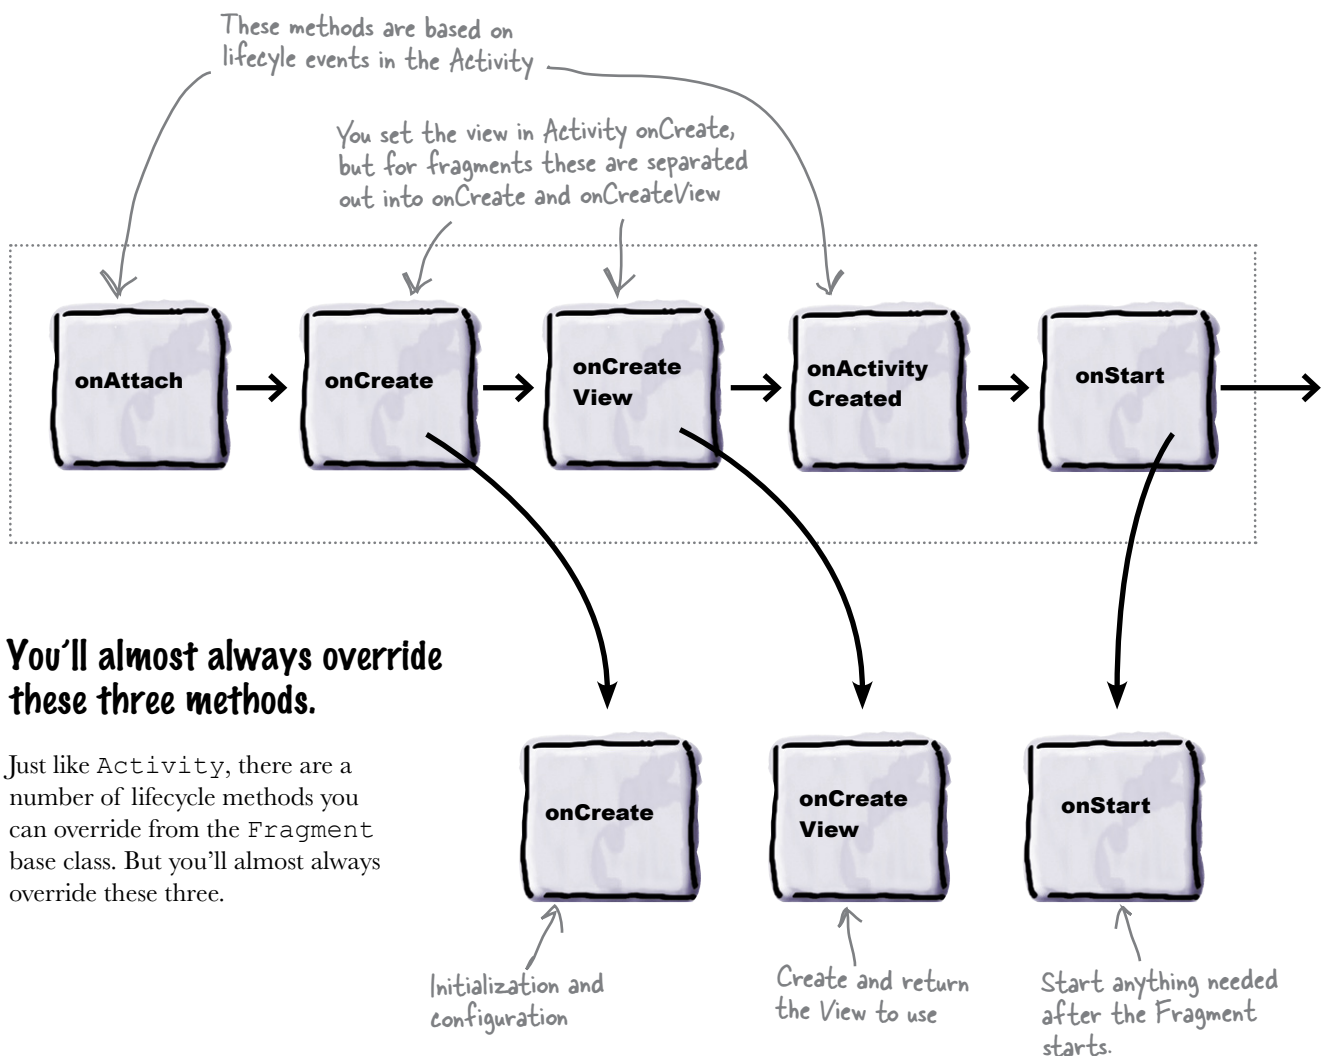 These methods are based on
lifecyle events in the Activity
You set the view in Activity onCreate,
but for fragments these are separated
out into onCreate and onCreateView
onAttach
onCreate
onCreate
View
onActivity
Created
onStart
You'll almost always override
these three methods.
Just like Activity, there are a
number of lifecycle methods you
can override from the Fragment
base class. But you'll almost always
override these three.
onCreate
onCreate
View
onStart
Initialization and
configuration
Create and return
the View to use
Start anything needed
after the Fragment
starts.